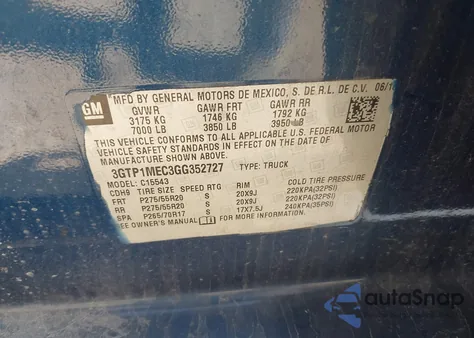 GM
MFD BY GENERAL MOTORS DE MEXICO, S. DE R.L. DE C.V. 06/1
GVWR GAWR FRT GAWR RR
3175 KG 1746 KG 1792 KG
7000 LB 3850 LB 3950 LB
THIS VEHICLE CONFORMS TO ALL APPLICABLE U.S. FEDERAL MOTOR
VEHICLE SAFETY STANDARDS IN EFFECT ON THE DATE OF
MANUFACTURE SHOWN ABOVE.
3GTP1MEC3GG352727 TYPE: TRUCK
MODEL: C15543
CDH9 TIRE SIZE SPEED RTG RIM COLD TIRE PRESSURE
FRT P275/55R20 S 20X9J 220KPA(32PSI)
RR P275/55R20 S 20X9J 220KPA(32PSI)
SPA P265/70R17 S 17X7.5J 240KPA(35PSI)
SEE OWNER'S MANUAL FOR MORE INFORMATION.
autoSnap